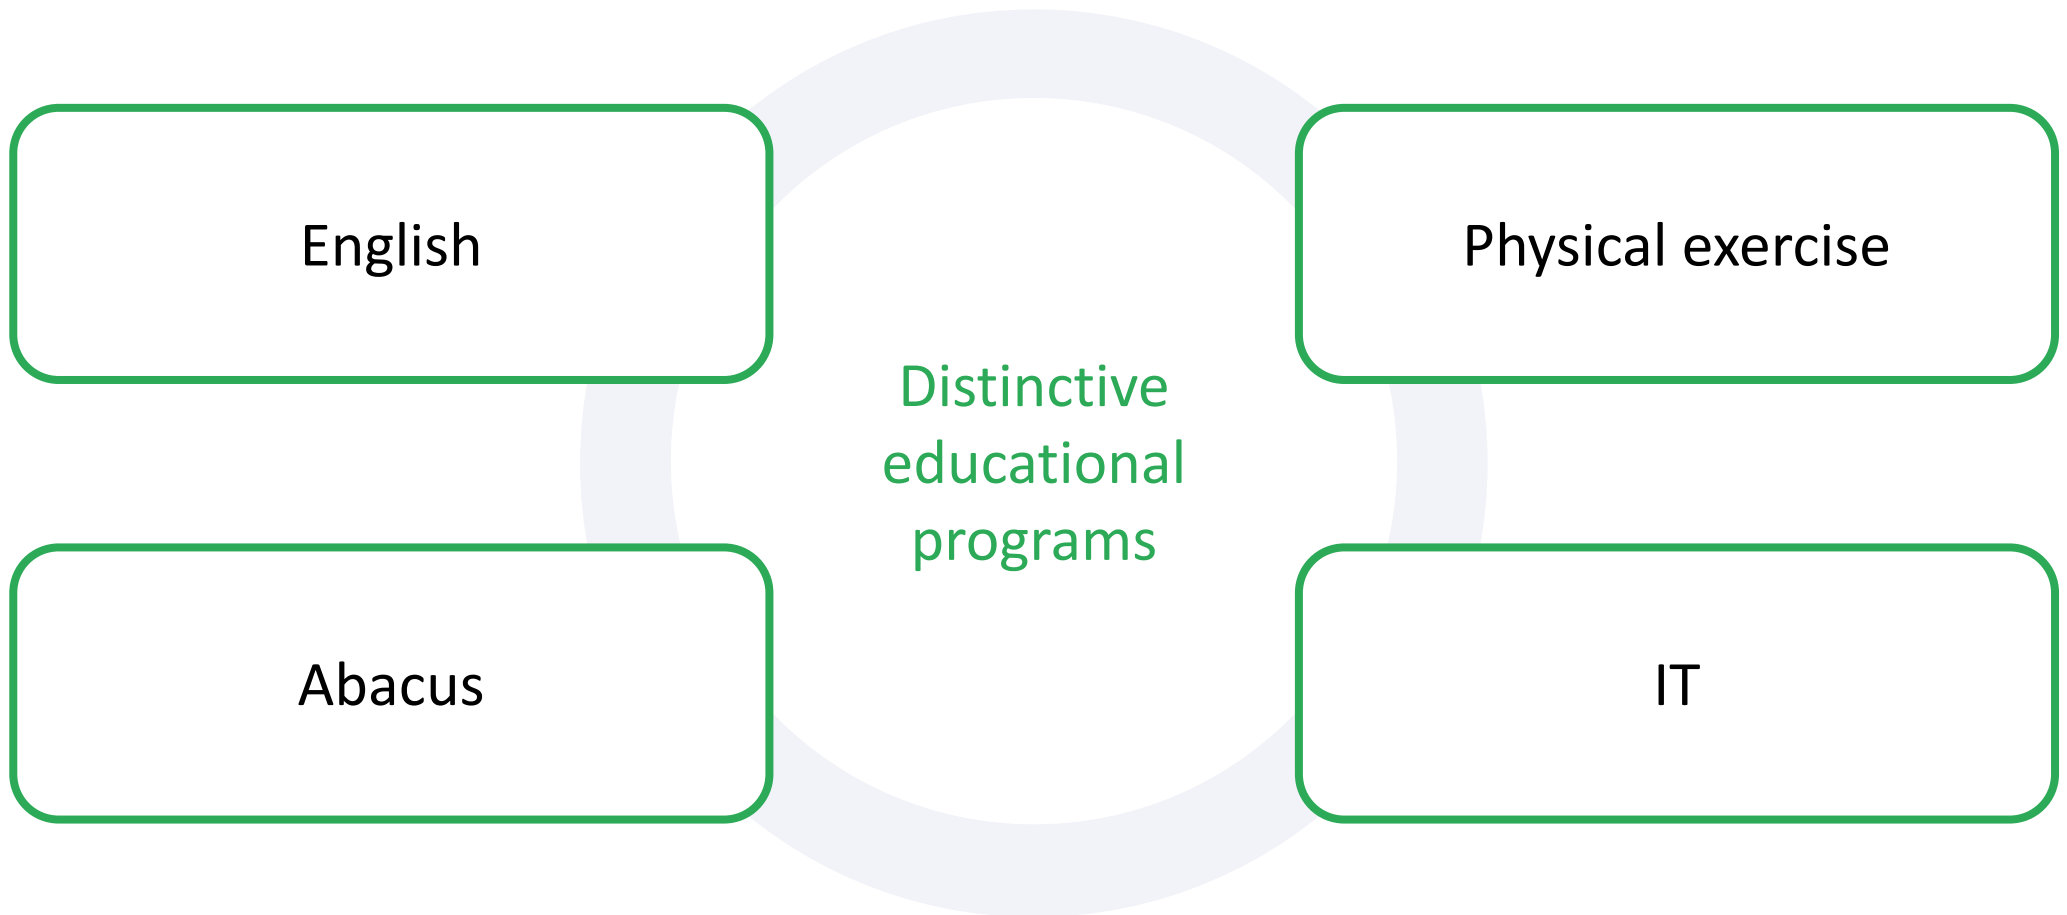 English
Physical exercise
Distinctive
educational
programs
Abacus
IT